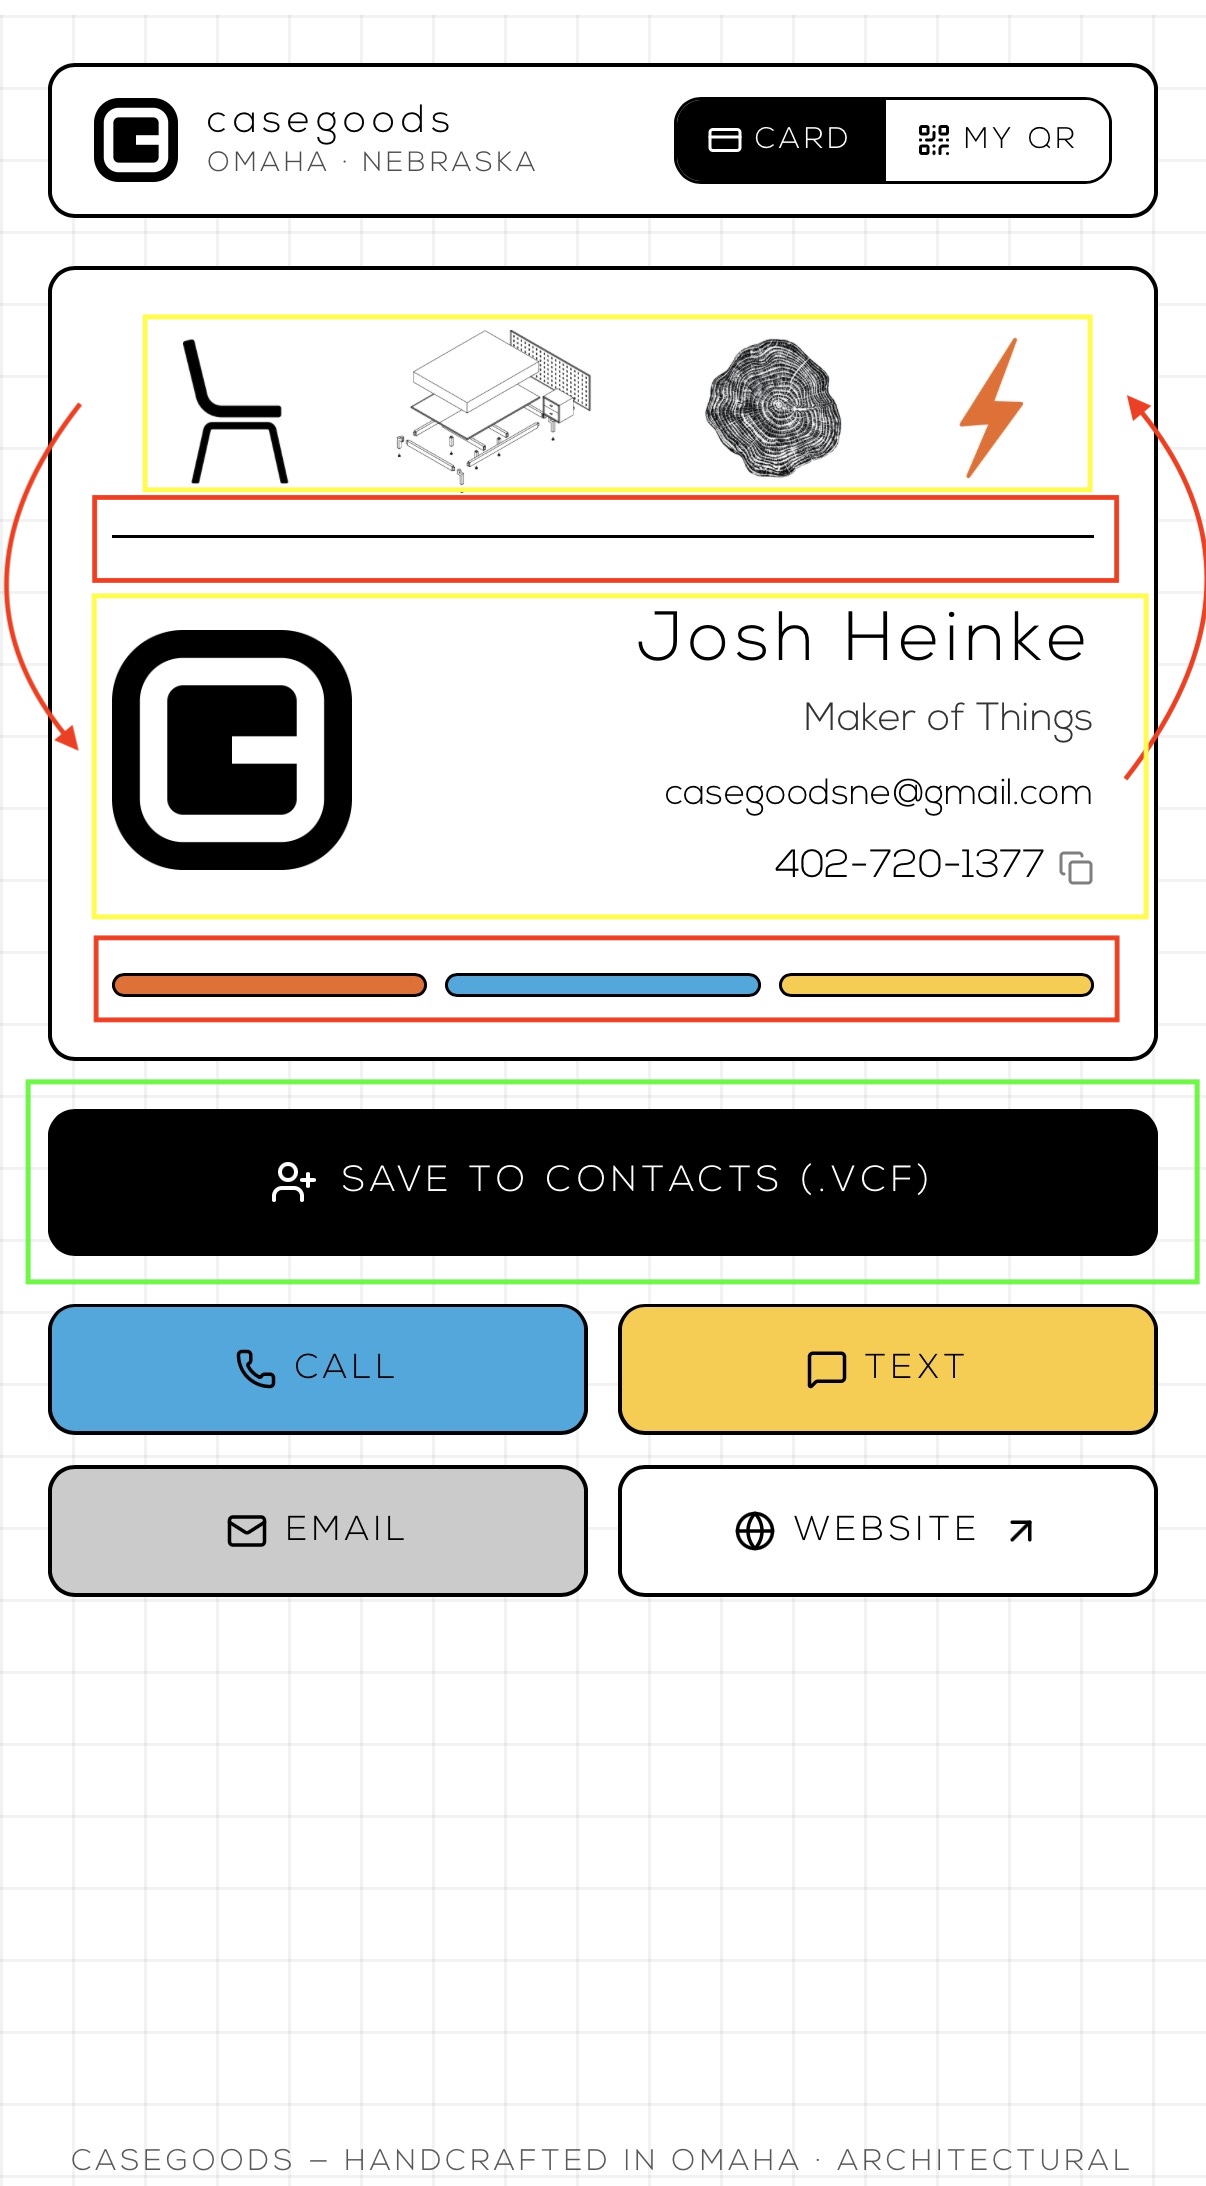 casegoods
OMAHA · NEBRASKA
CARD
MY QR
Josh Heinke
Maker of Things
casegoodsne@gmail.com
402-720-1377
SAVE TO CONTACTS (.VCF)
CALL
TEXT
EMAIL
WEBSITE
CASEGOODS — HANDCRAFTED IN OMAHA · ARCHITECTURAL